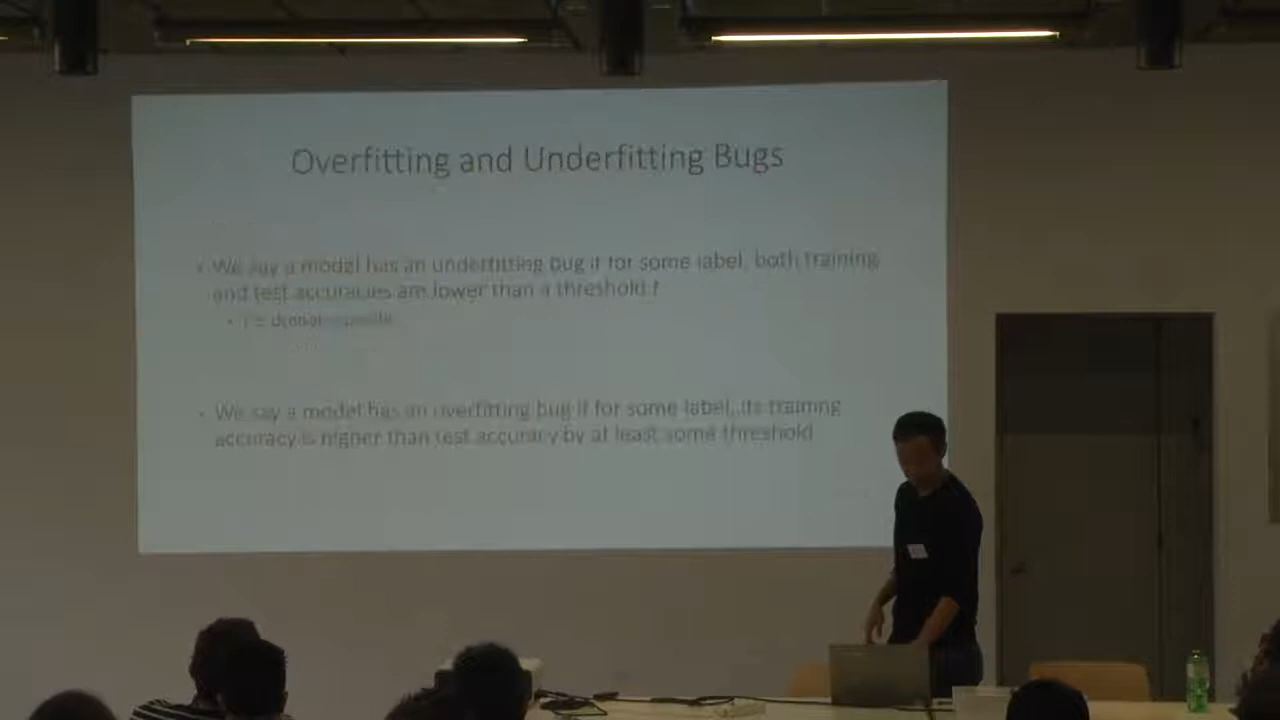 Overfitting and Underfitting Bugs
• We say a model has an underfitting bug if for some label, both training
and test accuracies are lower than a threshold t
• We say a model has an overfitting bug if for some label, its training
accuracy is higher than test accuracy by at least some threshold